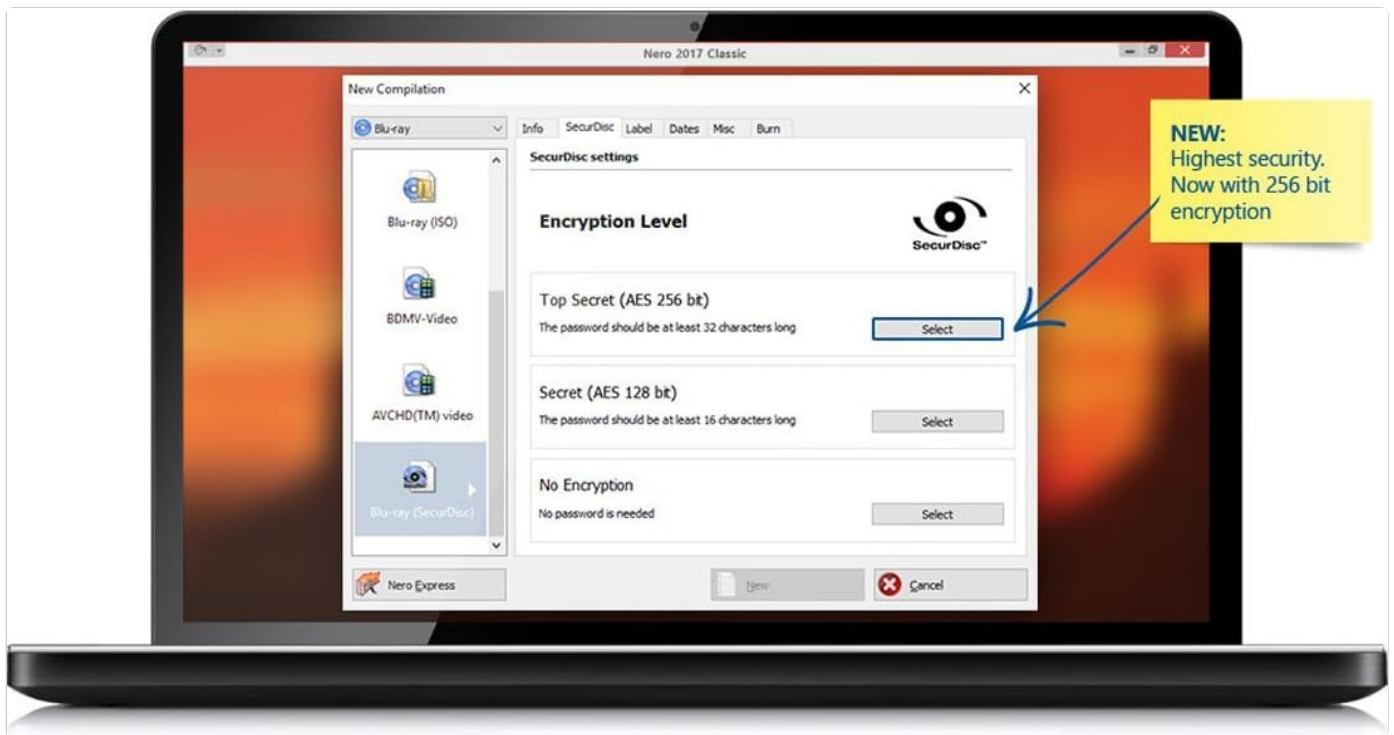 Nero 2017 Classic
New Compilation
Blu-ray
Info SecurDisc Label Dates Misc Burn
SecurDisc settings
NEW:
Highest security.
Now with 256 bit
encryption
Blu-ray (ISO)
Encryption Level
SecurDisc™
BDMV-Video
Top Secret (AES 256 bit)
The password should be at least 32 characters long
Select
AVCHD(TM) video
Secret (AES 128 bit)
The password should be at least 16 characters long
Select
Blu-ray (SecurDisc)
No Encryption
No password is needed
Select
Nero Express
New
Cancel